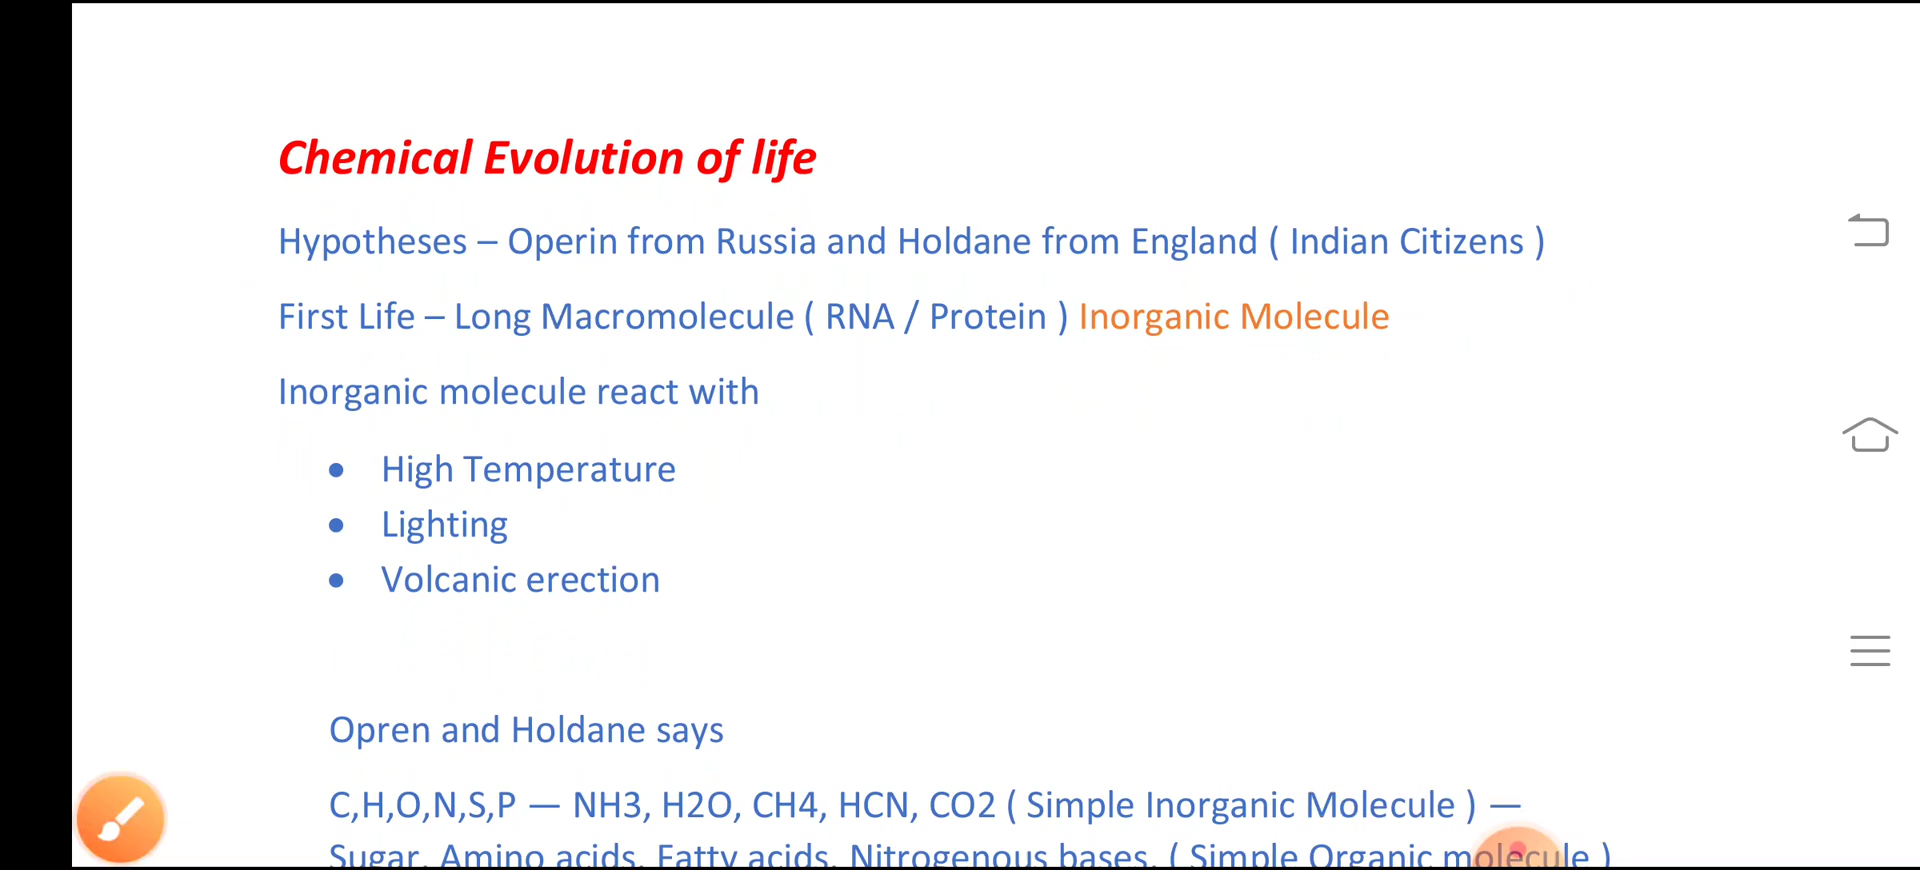 Chemical Evolution of life
Hypotheses – Operin from Russia and Holdane from England ( Indian Citizens )
First Life – Long Macromolecule ( RNA / Protein ) Inorganic Molecule
Inorganic molecule react with
• High Temperature
• Lighting
• Volcanic erection
Opren and Holdane says
C,H,O,N,S,P — NH3, H2O, CH4, HCN, CO2 ( Simple Inorganic Molecule ) —
Sugar, Amino acids, Fatty acids, Nitrogenous bases, ( Simple Organic molecule )